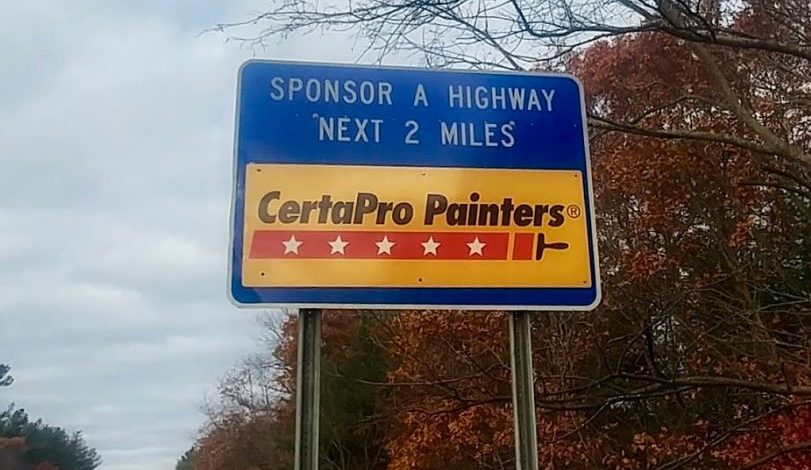 SPONSOR A HIGHWAY
NEXT 2 MILES
CertaPro Painters®